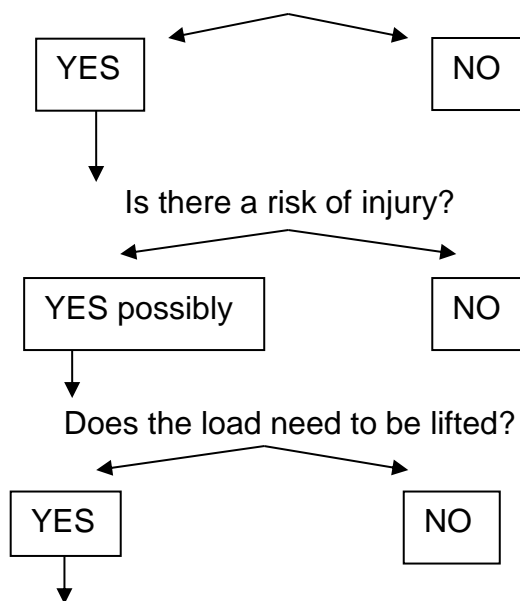 YES NO
Is there a risk of injury?
YES possibly NO
Does the load need to be lifted?
YES NO